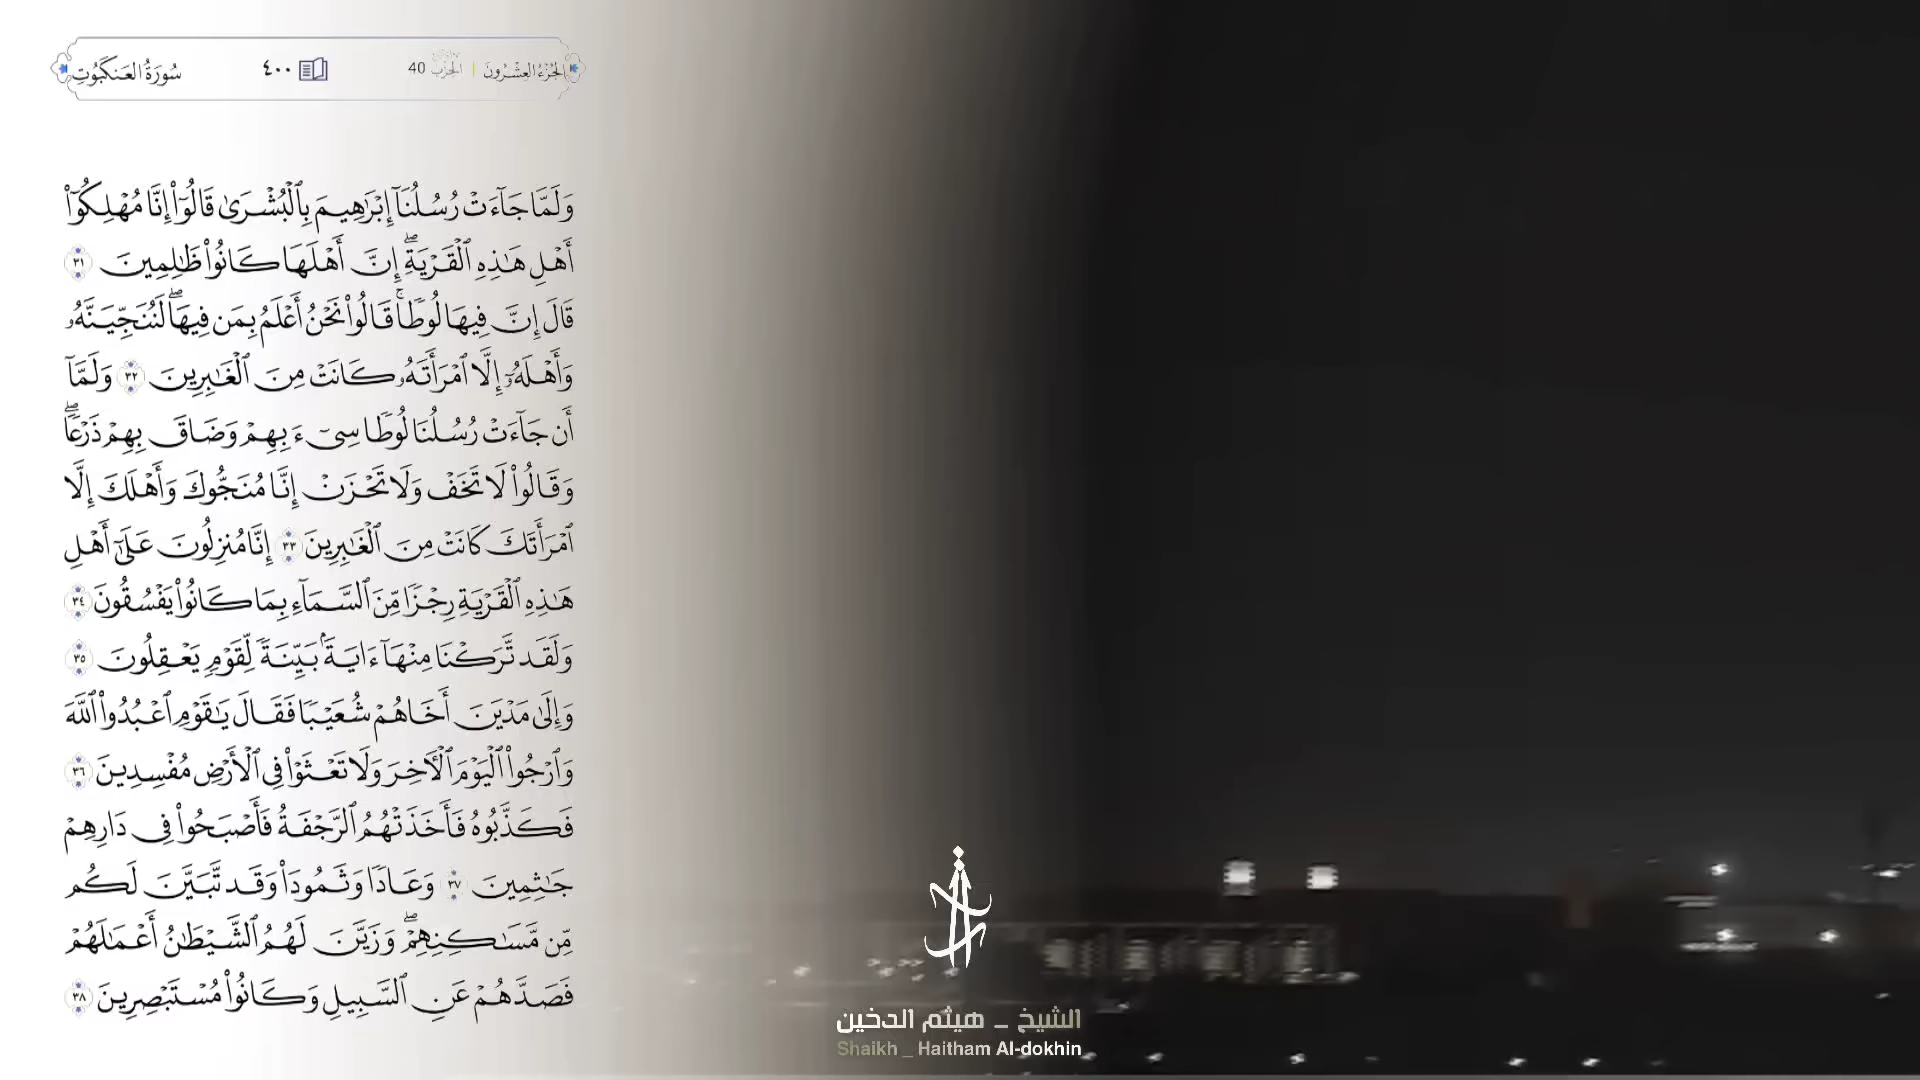 الجُزْءُ العِشْرُونَ | الحِزْب 40
٤٠٠
سُورَةُ العَنكَبُوتِ
وَلَمَّا جَآءَتْ رُسُلُنَآ إِبْرَٰهِيمَ بِٱلْبُشْرَىٰ قَالُوٓا۟ إِنَّا مُهْلِكُوٓا۟
أَهْلِ هَٰذِهِ ٱلْقَرْيَةِ ۖ إِنَّ أَهْلَهَا كَانُوا۟ ظَٰلِمِينَ ٣١
قَالَ إِنَّ فِيهَا لُوطًا ۚ قَالُوا۟ نَحْنُ أَعْلَمُ بِمَن فِيهَا ۖ لَنُنَجِّيَنَّهُۥ
وَأَهْلَهُۥٓ إِلَّا ٱمْرَأَتَهُۥ كَانَتْ مِنَ ٱلْغَٰبِرِينَ ٣٢ وَلَمَّآ
أَن جَآءَتْ رُسُلُنَا لُوطًا سِىٓءَ بِهِمْ وَضَاقَ بِهِمْ ذَرْعًا ۖ
وَقَالُوا۟ لَا تَخَفْ وَلَا تَحْزَنْ إِنَّا مُنَجُّوكَ وَأَهْلَكَ إِلَّا
ٱمْرَأَتَكَ كَانَتْ مِنَ ٱلْغَٰبِرِينَ ٣٣ إِنَّا مُنزِلُونَ عَلَىٰٓ أَهْلِ
هَٰذِهِ ٱلْقَرْيَةِ رِجْزًا مِّنَ ٱلسَّمَآءِ بِمَا كَانُوا۟ يَفْسُقُونَ ٣٤
وَلَقَد تَّرَكْنَا مِنْهَآ ءَايَةًۢ بَيِّنَةً لِّقَوْمٍ يَعْقِلُونَ ٣٥
وَإِلَىٰ مَدْيَنَ أَخَاهُمْ شُعَيْبًا فَقَالَ يَٰقَوْمِ ٱعْبُدُوا۟ ٱللَّهَ
وَٱرْجُوا۟ ٱلْيَوْمَ ٱلْـَٔاخِرَ وَلَا تَعْثَوْا۟ فِى ٱلْأَرْضِ مُفْسِدِينَ ٣٦
فَكَذَّبُوهُ فَأَخَذَتْهُمُ ٱلرَّجْفَةُ فَأَصْبَحُوا۟ فِى دَارِهِمْ
جَٰثِمِينَ ٣٧ وَعَادًا وَثَمُودَا۟ وَقَد تَّبَيَّنَ لَكُم
مِّن مَّسَٰكِنِهِمْ ۖ وَزَيَّنَ لَهُمُ ٱلشَّيْطَٰنُ أَعْمَٰلَهُمْ
فَصَدَّهُمْ عَنِ ٱلسَّبِيلِ وَكَانُوا۟ مُسْتَبْصِرِينَ ٣٨
الشيخ _ هيثم الدخين
Shaikh _ Haitham Al-dokhin